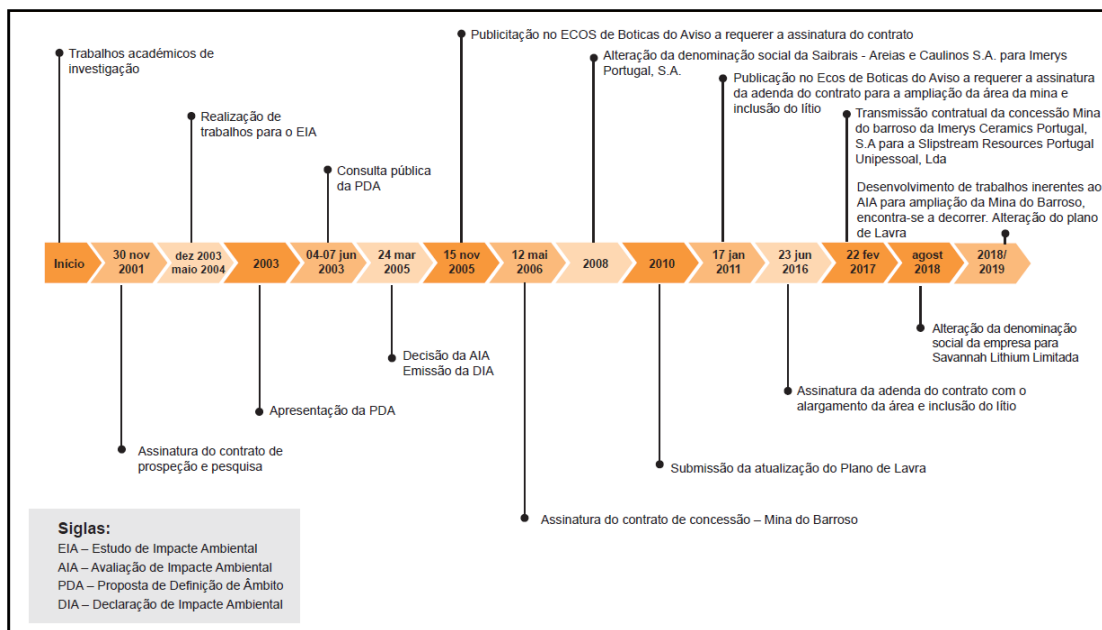 Trabalhos académicos de
investigação
Realização de
trabalhos para o EIA
Consulta pública
da PDA
Publicitação no ECOS de Boticas do Aviso a requerer a assinatura do contrato
Alteração da denominação social da Saibrais - Areias e Caulinos S.A. para Imerys
Portugal, S.A.
Publicação no Ecos de Boticas do Aviso a requerer a assinatura
da adenda do contrato para a ampliação da área da mina e
inclusão do lítio
Transmissão contratual da concessão Mina
do barroso da Imerys Ceramics Portugal,
S.A para a Slipstream Resources Portugal
Unipessoal, Lda
Desenvolvimento de trabalhos inerentes ao
AIA para ampliação da Mina do Barroso,
encontra-se a decorrer. Alteração do plano
de Lavra
Início
30 nov
2001
dez 2003
maio 2004
2003
04-07 jun
2003
24 mar
2005
15 nov
2005
12 mai
2006
2008
2010
17 jan
2011
23 jun
2016
22 fev
2017
agost
2018
2018/
2019
Assinatura do contrato de
prospeção e pesquisa
Apresentação da PDA
Decisão da AIA
Emissão da DIA
Assinatura do contrato de concessão – Mina do Barroso
Submissão da atualização do Plano de Lavra
Assinatura da adenda do contrato com o
alargamento da área e inclusão do lítio
Alteração da denominação
social da empresa para
Savannah Lithium Limitada
Siglas:
EIA – Estudo de Impacte Ambiental
AIA – Avaliação de Impacte Ambiental
PDA – Proposta de Definição de Âmbito
DIA – Declaração de Impacte Ambiental